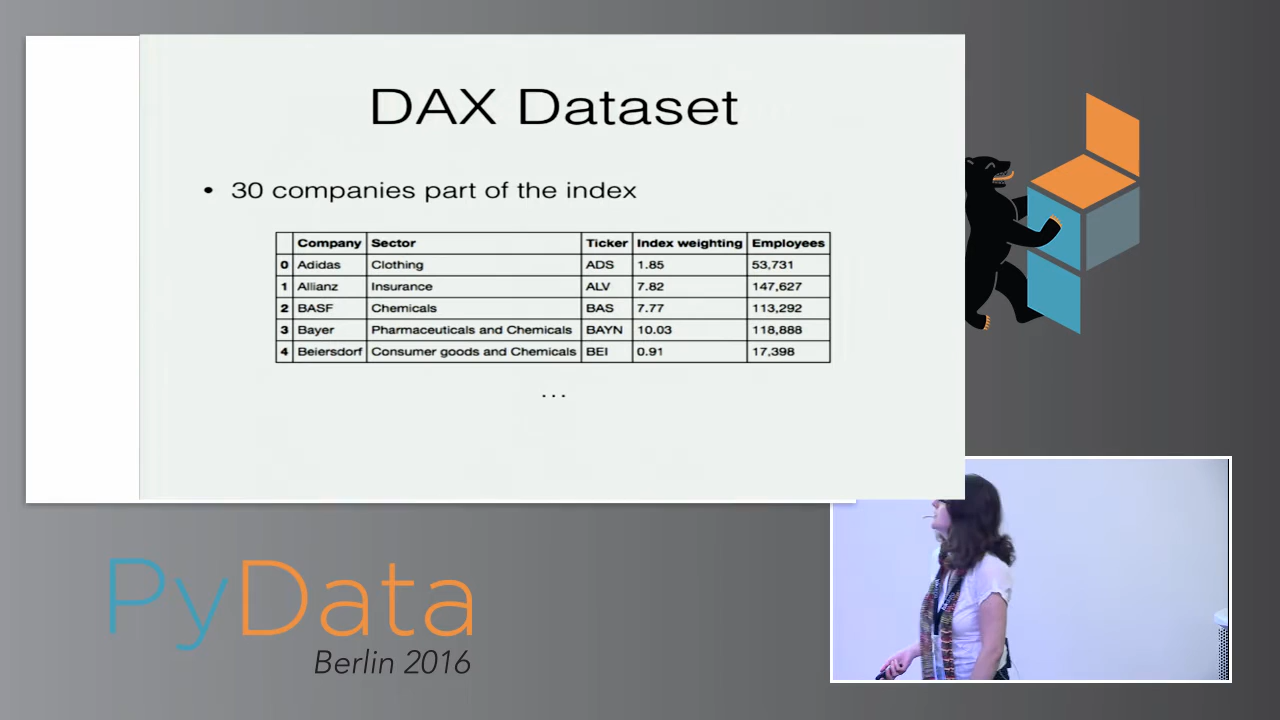 DAX Dataset
• 30 companies part of the index
Company Sector Ticker Index weighting Employees
0 Adidas Clothing ADS 1.85 53,731
1 Allianz Insurance ALV 7.82 147,627
2 BASF Chemicals BAS 7.77 113,292
3 Bayer Pharmaceuticals and Chemicals BAYN 10.03 118,888
4 Beiersdorf Consumer goods and Chemicals BEI 0.91 17,398
...
PyData
Berlin 2016